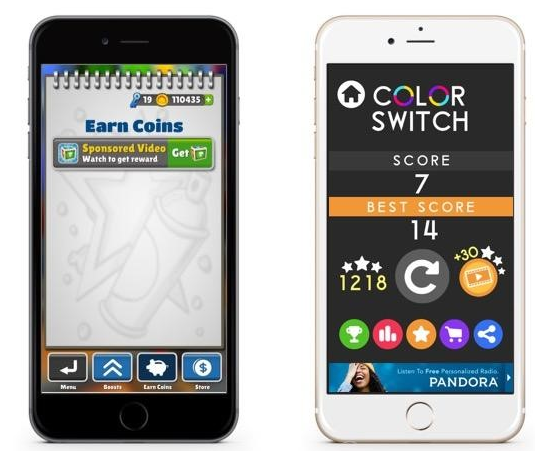 19 110435 +
Earn Coins
Sponsored Video
Watch to get reward
Get
Menu
Boosts
Earn Coins
Store
COLOR
SWITCH
SCORE
7
BEST SCORE
14
1218
+30
Listen To Free Personalized Radio.
PANDORA